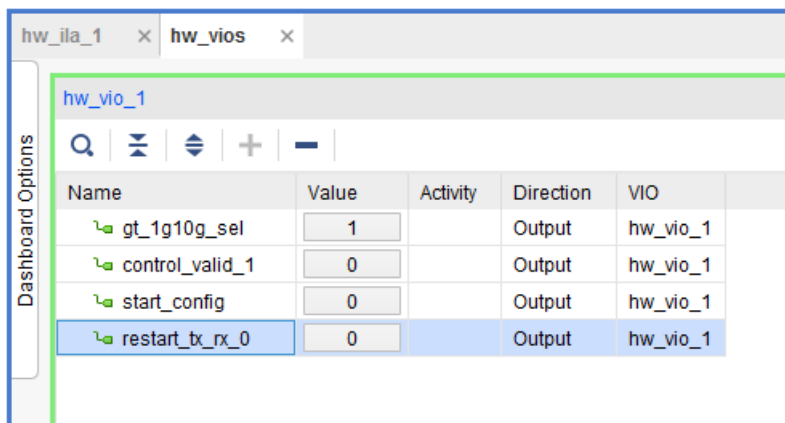 hw_ila_1 × hw_vios ×
Dashboard Options
hw_vio_1
Name Value Activity Direction VIO
gt_1g10g_sel 1 Output hw_vio_1
control_valid_1 0 Output hw_vio_1
start_config 0 Output hw_vio_1
restart_tx_rx_0 0 Output hw_vio_1